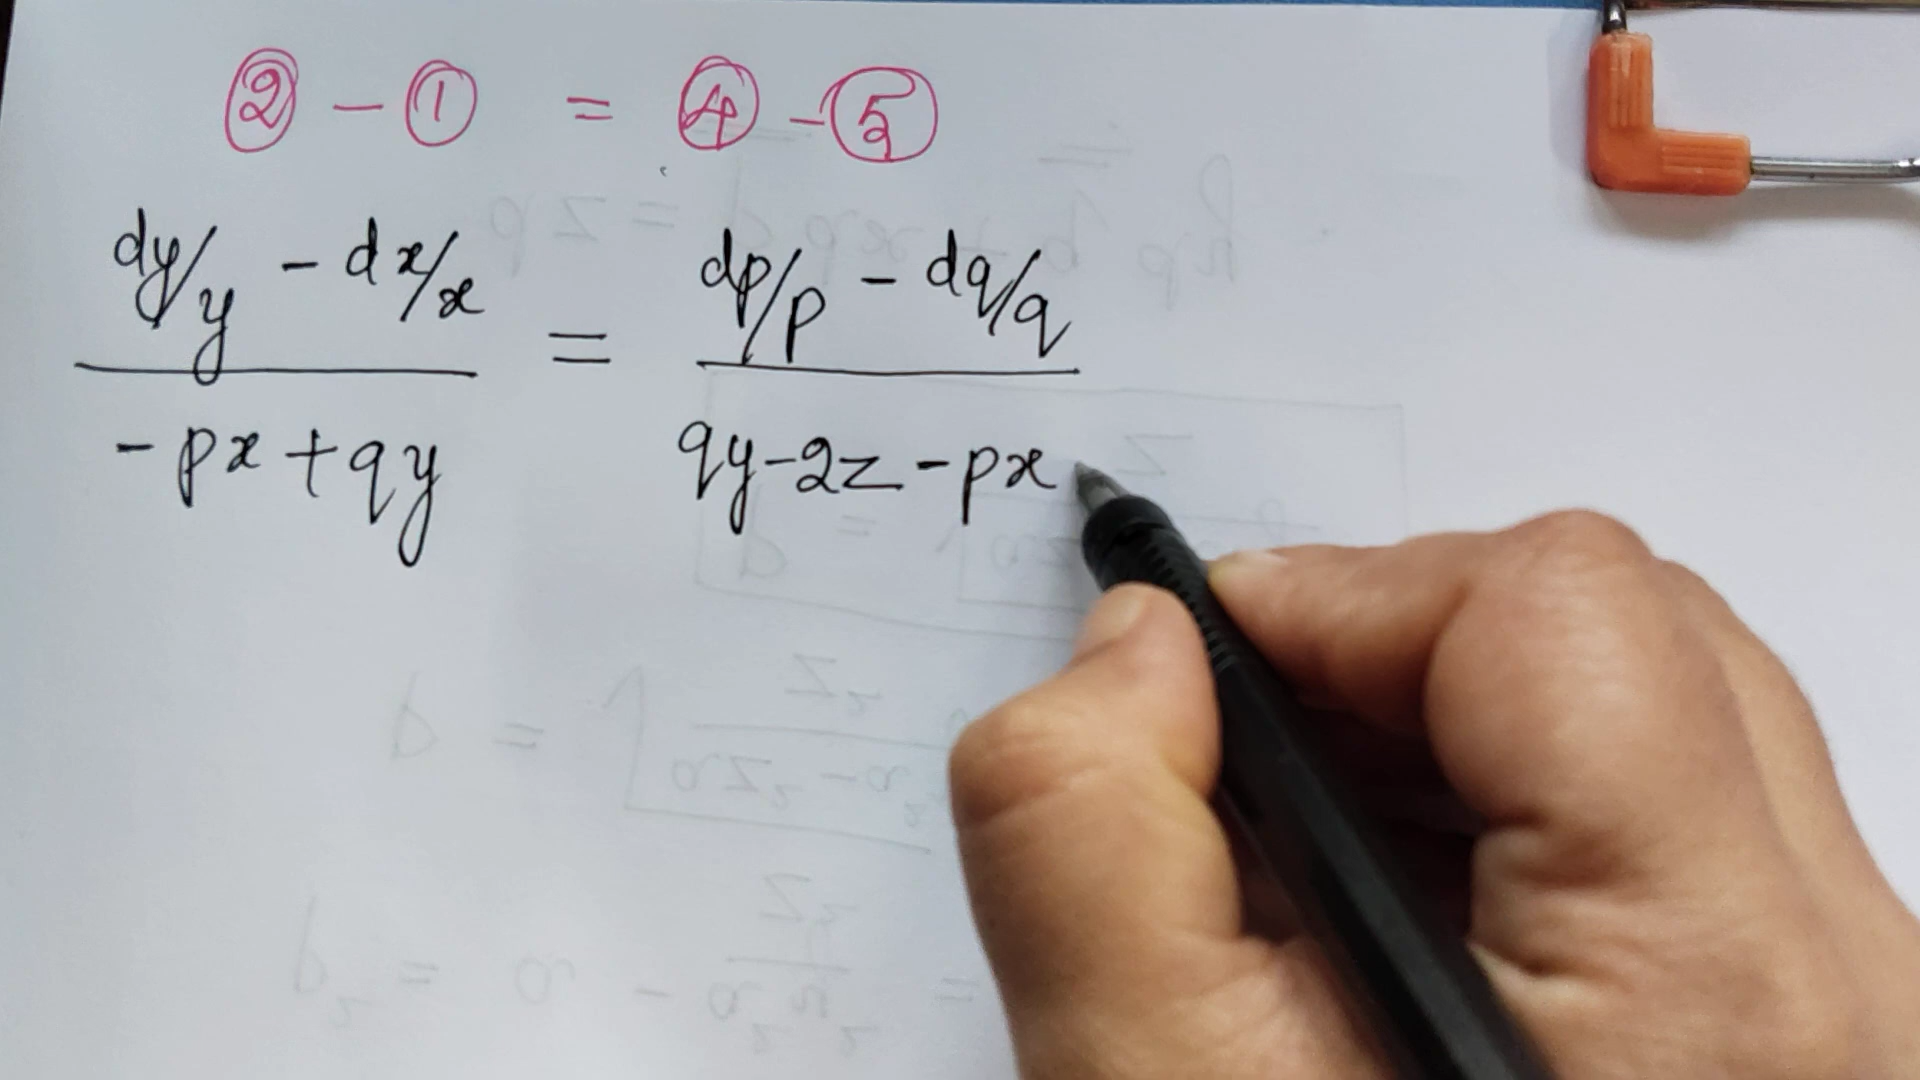 ② - ① = ④ - ⑤
dy/y - dx/x = dp/p - dq/q
-px + qy qy - 2z - px